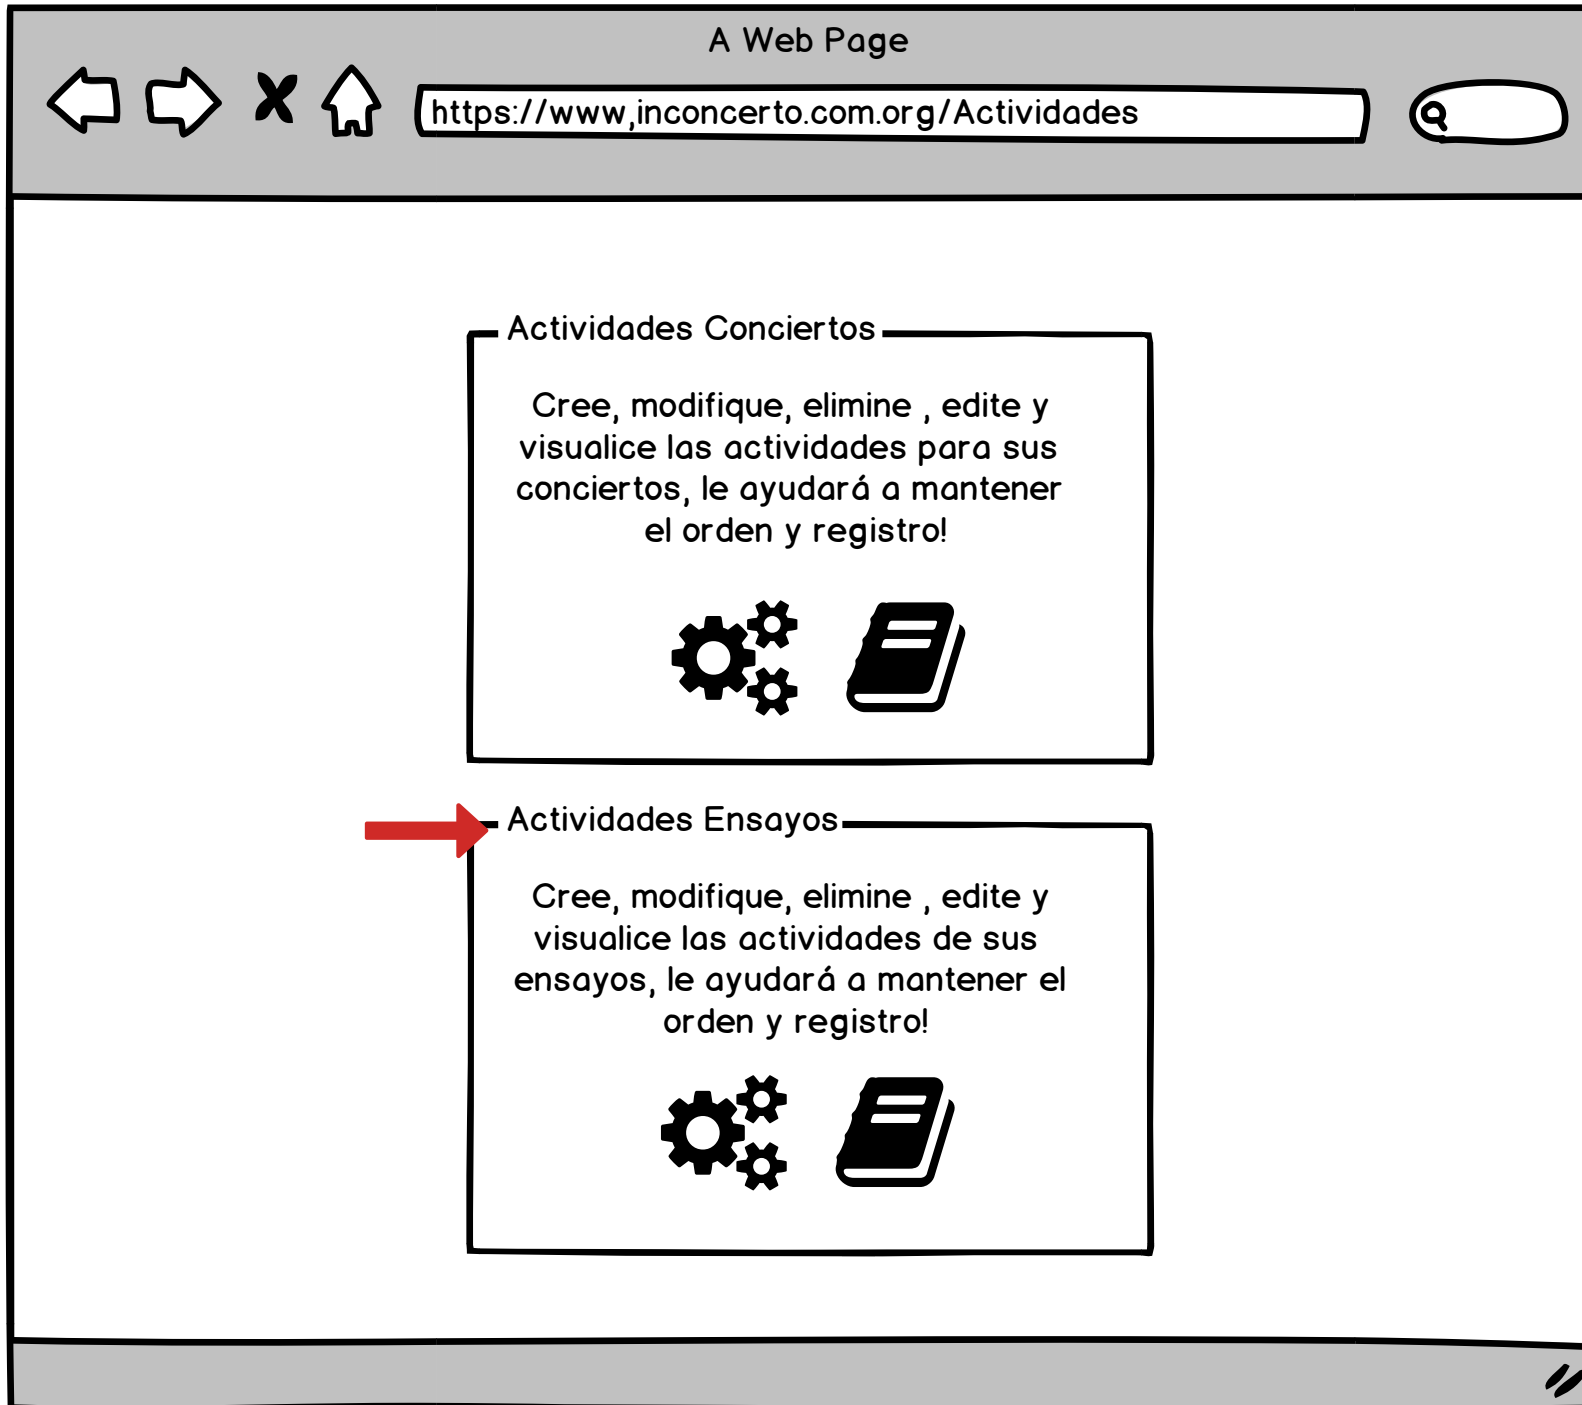 A Web Page
https://www,inconcerto.com.org/Actividades
Actividades Conciertos
Cree, modifique, elimine , edite y
visualice las actividades para sus
conciertos, le ayudará a mantener
el orden y registro!
Actividades Ensayos
Cree, modifique, elimine , edite y
visualice las actividades de sus
ensayos, le ayudará a mantener el
orden y registro!